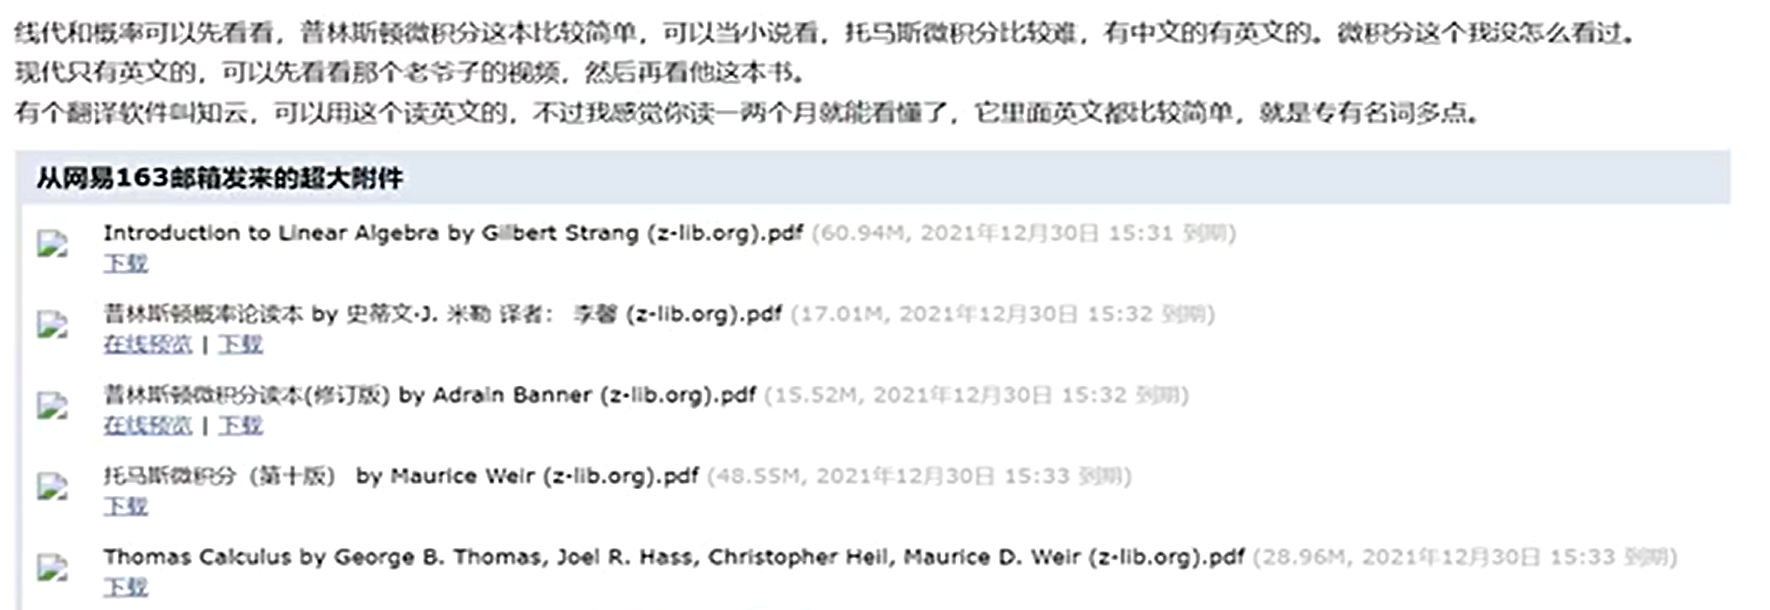 线代和概率可以先看看，普林斯顿微积分这本比较简单，可以当小说看，托马斯微积分比较难，有中文的有英文的。微积分这个我没怎么看过。
现代只有英文的，可以先看看那个老爷子的视频，然后再看他这本书。
有个翻译软件叫知云，可以用这个读英文的，不过我感觉你读一两个月就能看懂了，它里面英文都比较简单，就是专有名词多点。
从网易163邮箱发来的超大附件
Introduction to Linear Algebra by Gilbert Strang (z-lib.org).pdf (60.94M, 2021年12月30日 15:31 到期)
下载
普林斯顿概率论读本 by 史蒂文·J. 米勒 译者： 李馨 (z-lib.org).pdf (17.01M, 2021年12月30日 15:32 到期)
在线预览 | 下载
普林斯顿微积分读本(修订版) by Adrain Banner (z-lib.org).pdf (15.52M, 2021年12月30日 15:32 到期)
在线预览 | 下载
托马斯微积分（第十版） by Maurice Weir (z-lib.org).pdf (48.55M, 2021年12月30日 15:33 到期)
下载
Thomas Calculus by George B. Thomas, Joel R. Hass, Christopher Heil, Maurice D. Weir (z-lib.org).pdf (28.96M, 2021年12月30日 15:33 到期)
下载